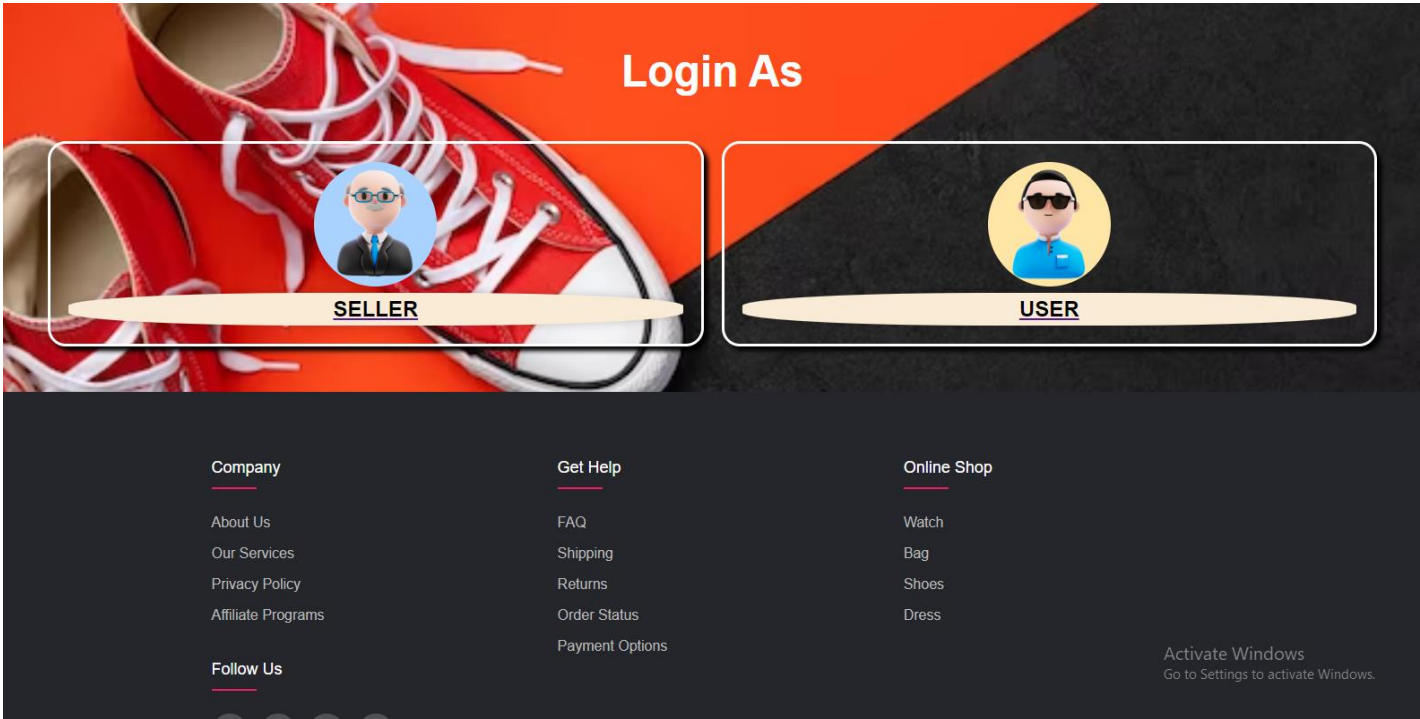 Login As
SELLER
USER
Company
About Us
Our Services
Privacy Policy
Affiliate Programs
Follow Us
Get Help
FAQ
Shipping
Returns
Order Status
Payment Options
Online Shop
Watch
Bag
Shoes
Dress
Activate Windows
Go to Settings to activate Windows.